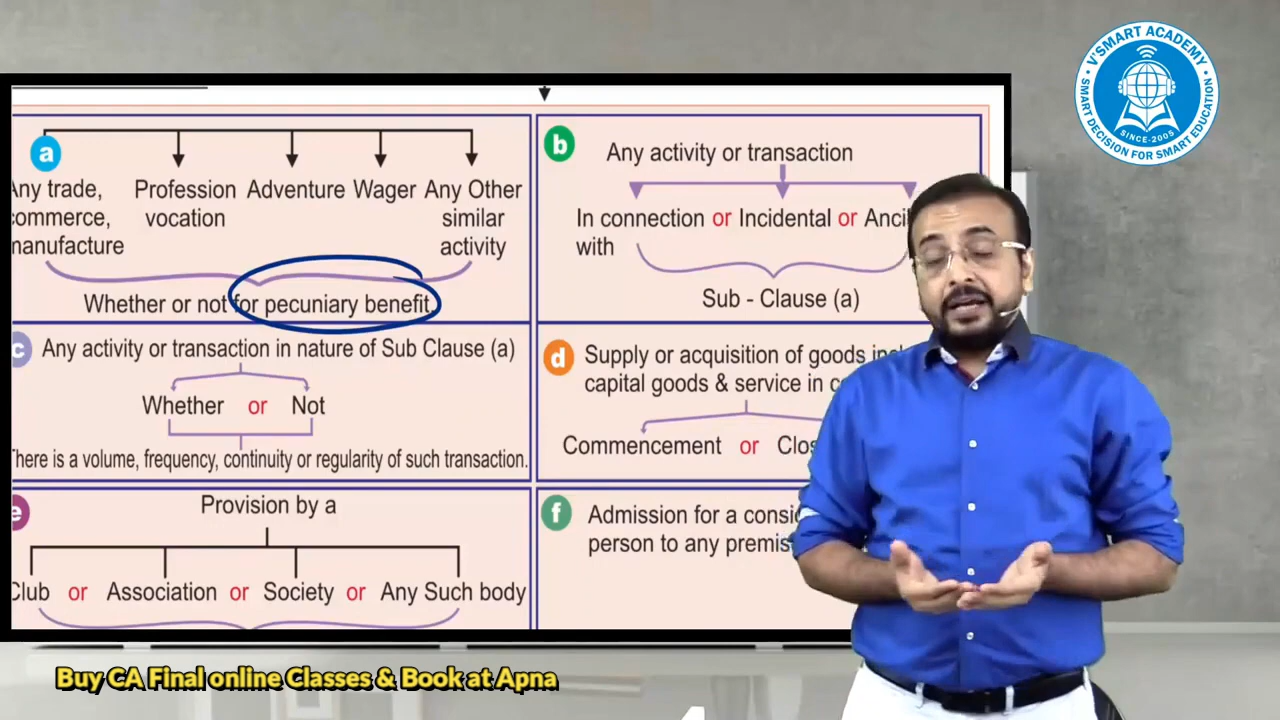 a
Any trade,
commerce,
manufacture
Profession
vocation
Adventure
Wager
Any Other
similar
activity
Whether or not for pecuniary benefit.
b
Any activity or transaction
In connection or Incidental or
with
Sub - Clause (a)
c
Any activity or transaction in nature of Sub Clause (a)
Whether or Not
There is a volume, frequency, continuity or regularity of such transaction.
d
Supply or acquisition of goods
capital goods & service in
Commencement or
e
Provision by a
Club or Association or Society or Any Such body
f
Admission for a
person to any
V'SMART ACADEMY
SINCE-2005
SMART DECISION FOR SMART EDUCATION
Buy CA Final online Classes & Book at Apna